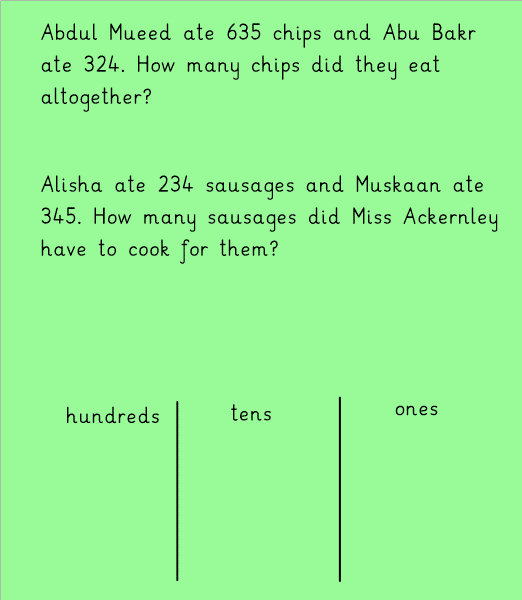 Abdul Mueed ate 635 chips and Abu Bakr
ate 324. How many chips did they eat
altogether?
Alisha ate 234 sausages and Muskaan ate
345. How many sausages did Miss Ackernley
have to cook for them?
hundreds
tens
ones